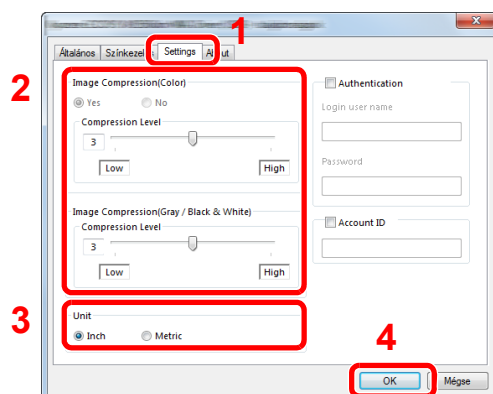 1
Általános Színkezelés Settings About
2
Image Compression(Color)
Yes No
Compression Level
3
Low High
Image Compression(Gray / Black & White)
Compression Level
3
Low High
Authentication
Login user name
Password
Account ID
3
Unit
Inch Metric
4
OK Mégse